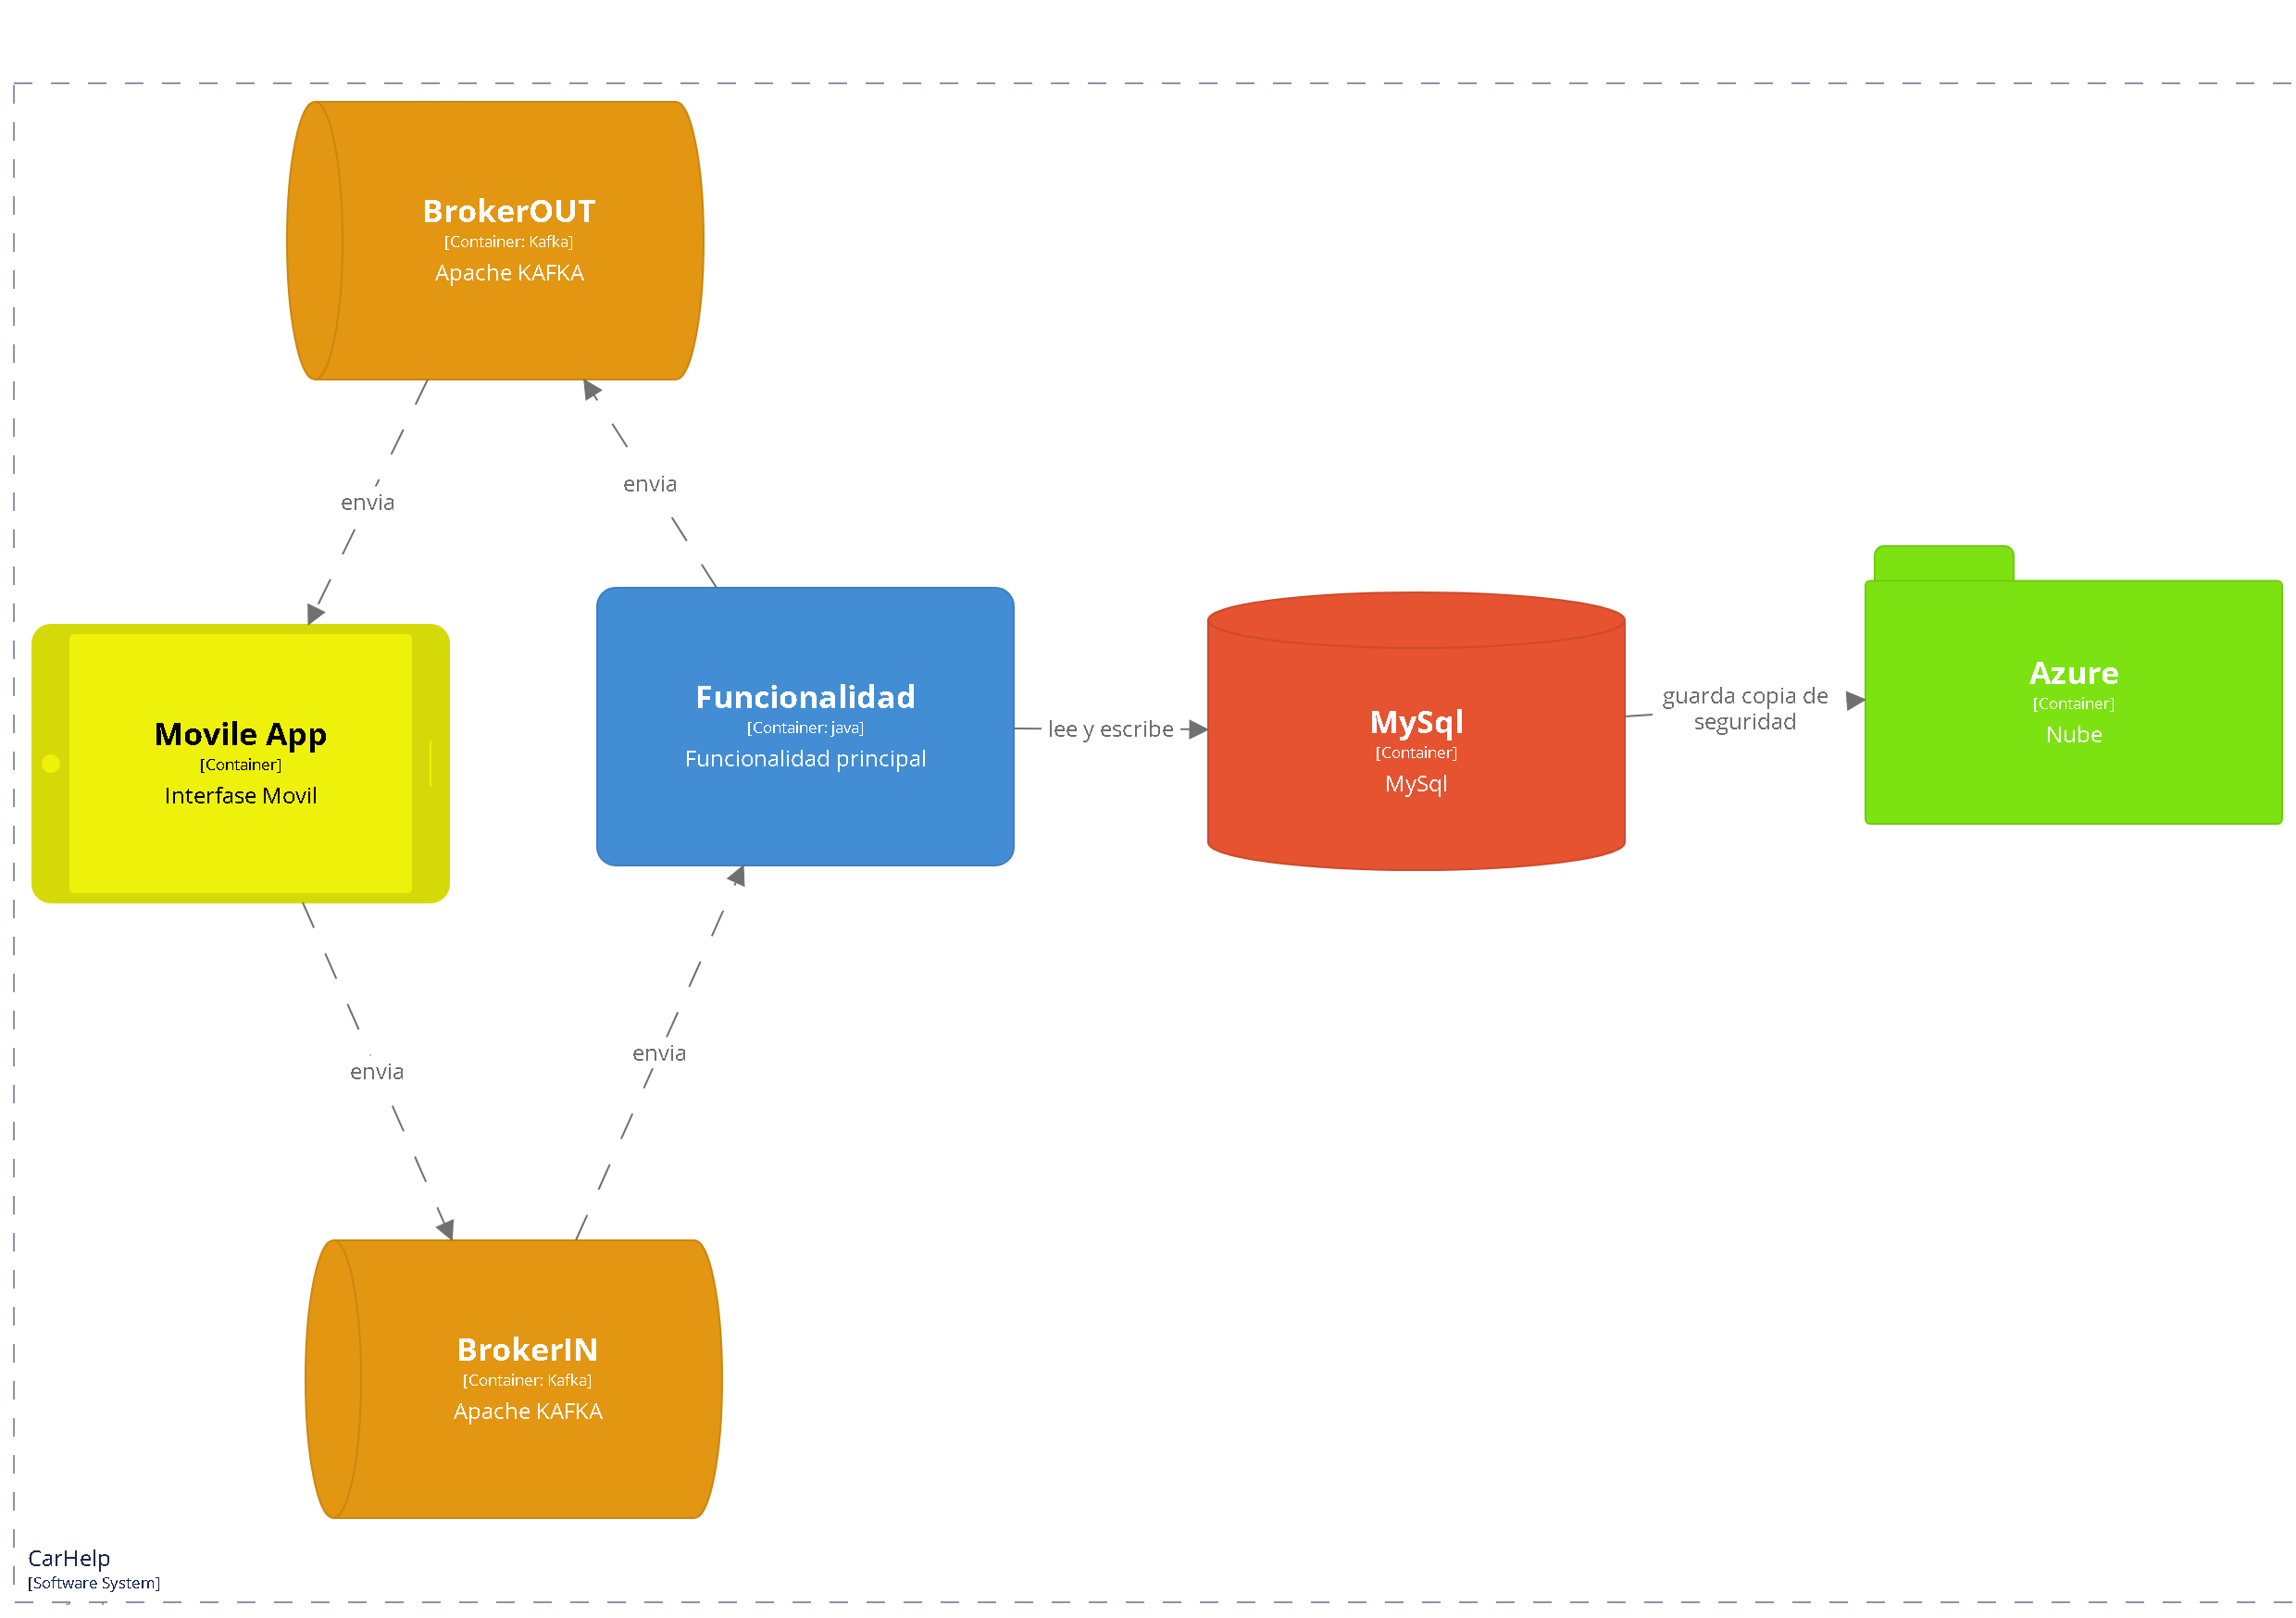 BrokerOUT
[Container: Kafka]
Apache KAFKA
envia
envia
Movile App
[Container]
Interfase Movil
Funcionalidad
[Container: java]
Funcionalidad principal
lee y escribe
MySql
[Container]
MySql
guarda copia de
seguridad
Azure
[Container]
Nube
envia
envia
BrokerIN
[Container: Kafka]
Apache KAFKA
CarHelp
[Software System]